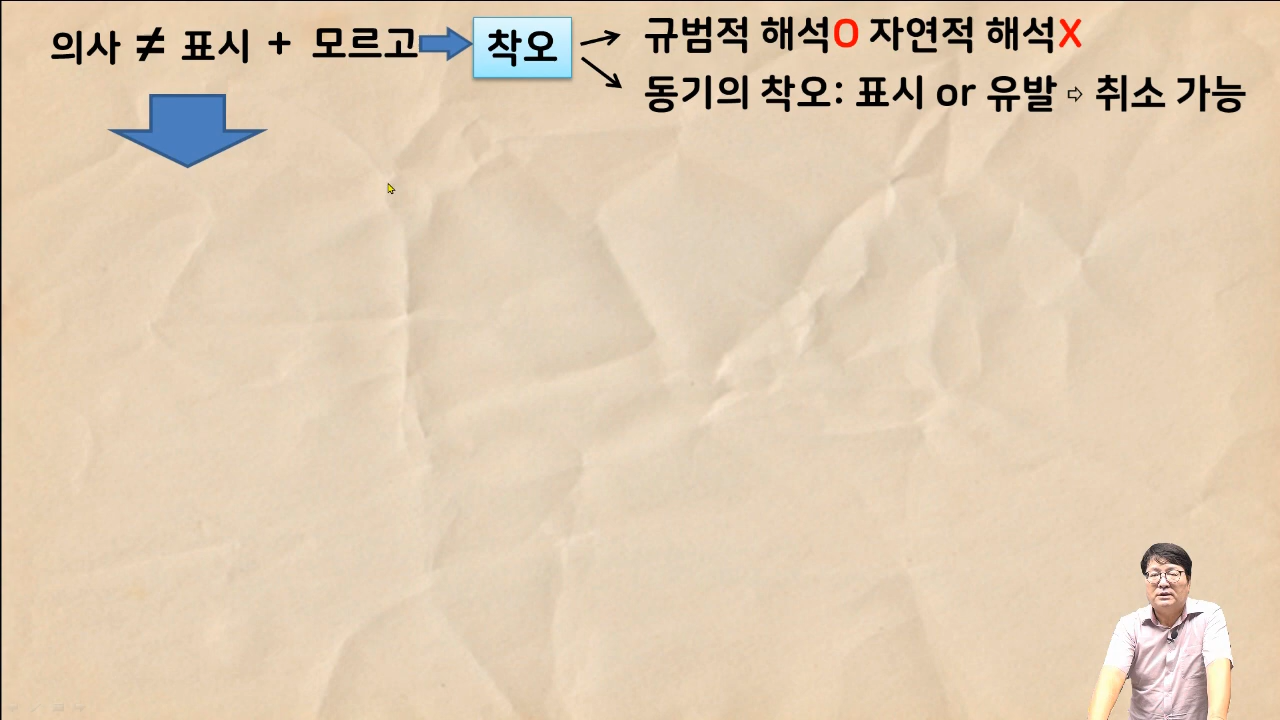 의사 ≠ 표시 + 모르고 착오
규범적 해석O 자연적 해석X
동기의 착오: 표시 or 유발 ⇨ 취소 가능